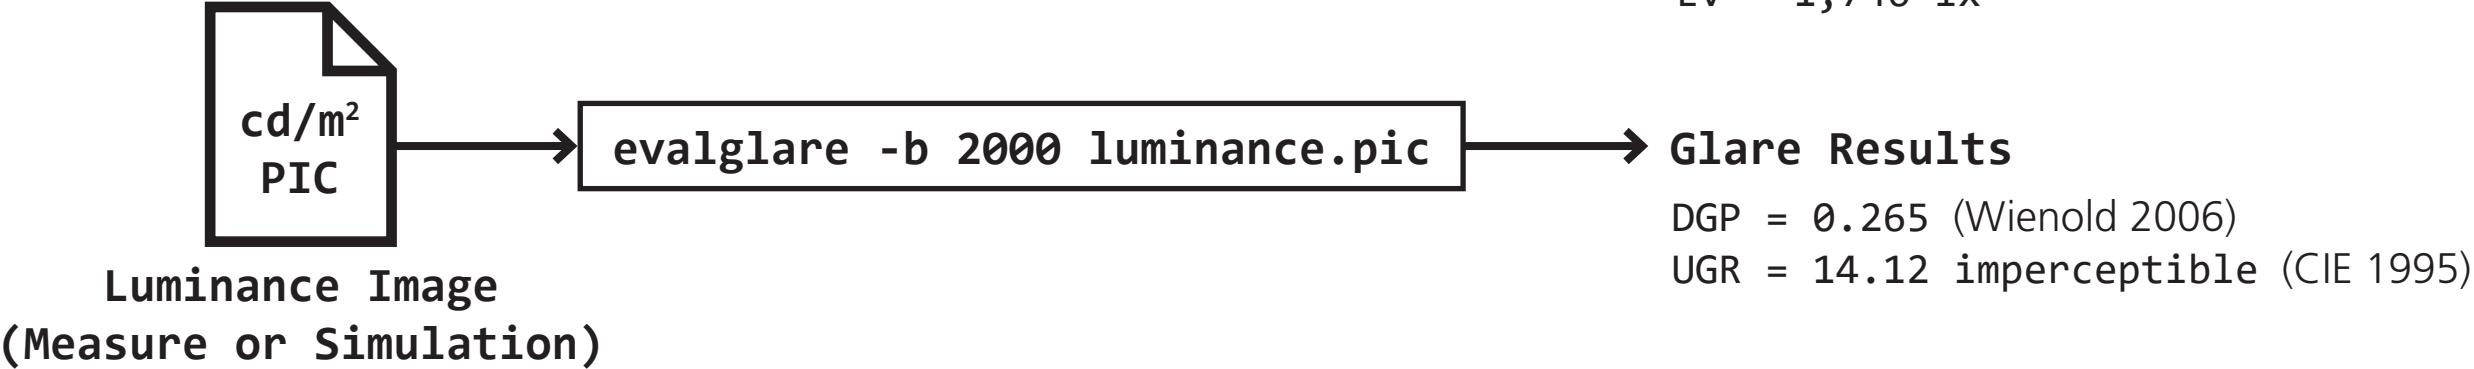 cd/m²
PIC
evalglare -b 2000 luminance.pic
Glare Results
DGP = 0.265 (Wienold 2006)
UGR = 14.12 imperceptible (CIE 1995)
Luminance Image
(Measure or Simulation)